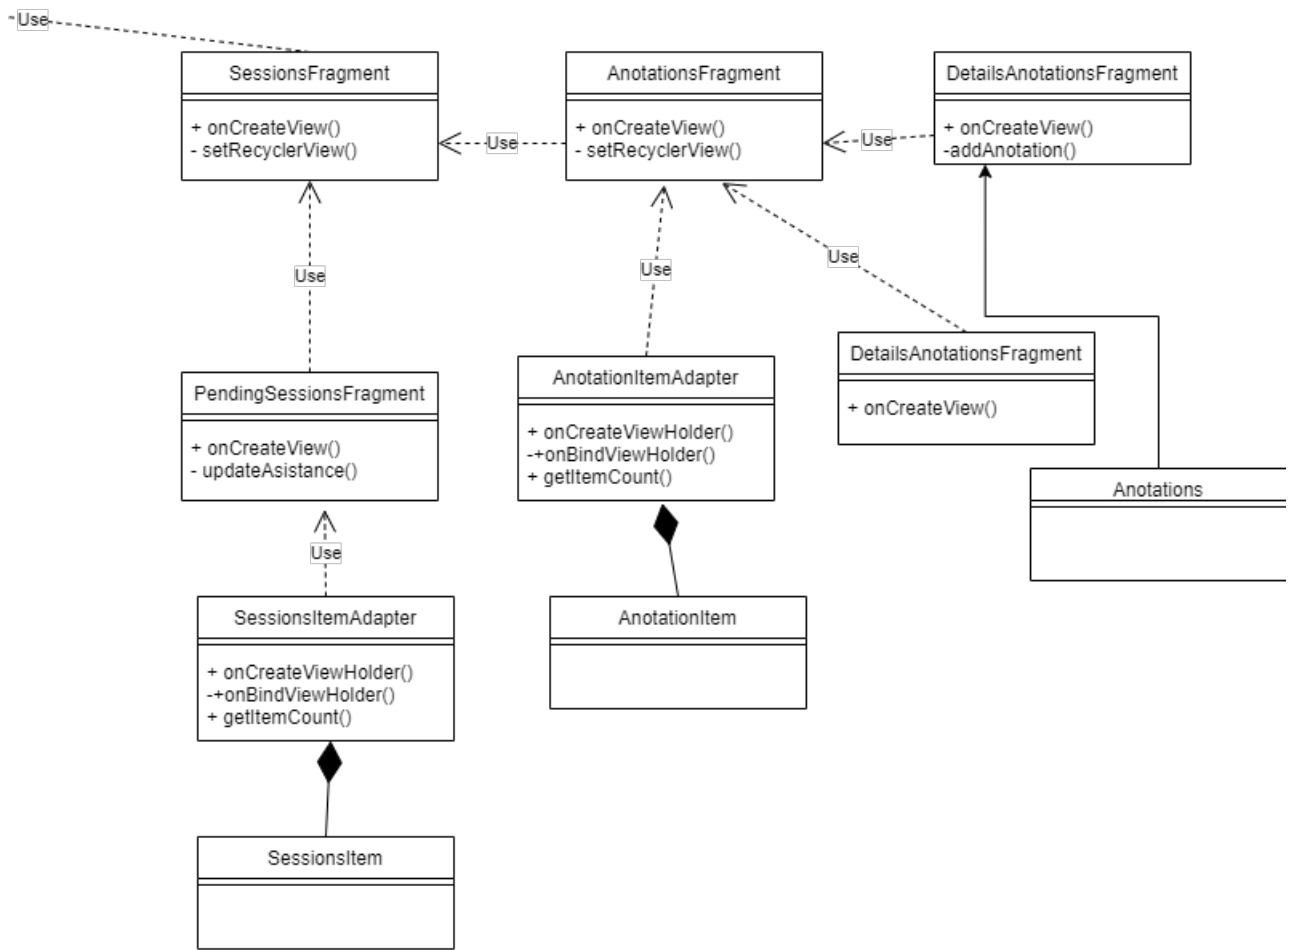 Use
SessionsFragment
+ onCreateView()
- setRecyclerView()
Use
AnotationsFragment
+ onCreateView()
- setRecyclerView()
Use
DetailsAnotationsFragment
+ onCreateView()
-addAnotation()
Use
Use
Use
PendingSessionsFragment
+ onCreateView()
- updateAsistance()
AnotationItemAdapter
+ onCreateViewHolder()
-+onBindViewHolder()
+ getItemCount()
DetailsAnotationsFragment
+ onCreateView()
Anotations
Use
SessionsItemAdapter
+ onCreateViewHolder()
-+onBindViewHolder()
+ getItemCount()
AnotationItem
SessionsItem